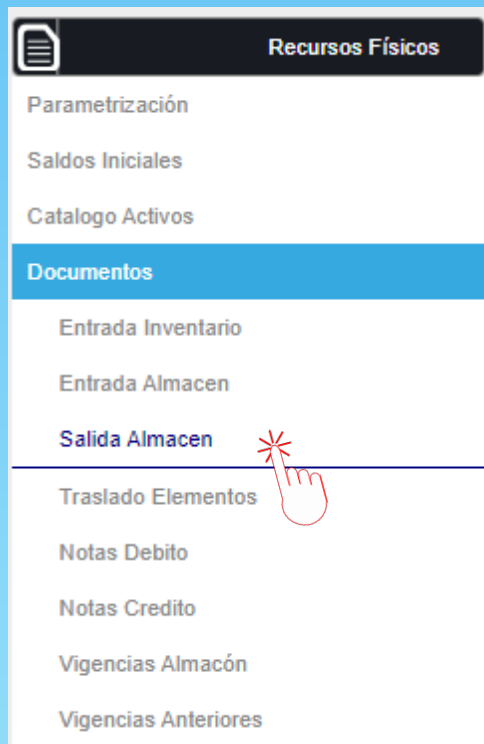 Recursos Físicos
Parametrización
Saldos Iniciales
Catalogo Activos
Documentos
Entrada Inventario
Entrada Almacen
Salida Almacen
Traslado Elementos
Notas Debito
Notas Credito
Vigencias Almacón
Vigencias Anteriores